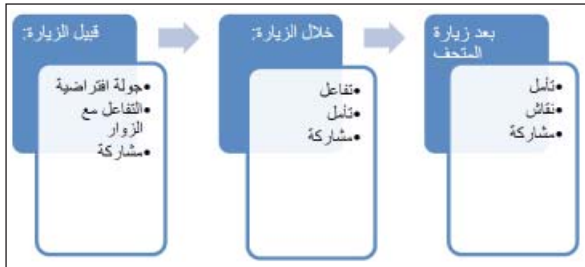 قبيل الزيارة:
•جولة افتراضية
•التفاعل مع
الزوار
•مشاركة
خلال الزيارة:
•تفاعل
•تأمل
•مشاركة
بعد زيارة
المتحف
•تأمل
•نقاش
•مشاركة